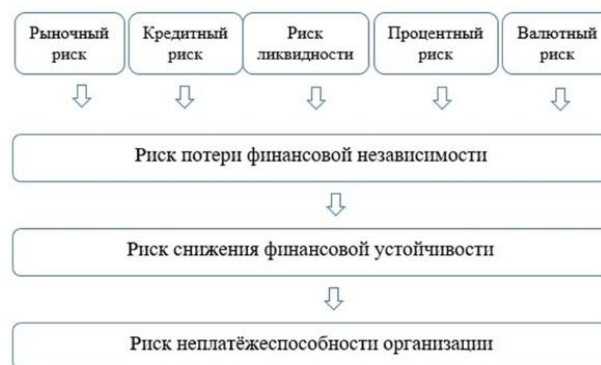 Рыночный
риск
Кредитный
риск
Риск
ликвидности
Процентный
риск
Валютный
риск
Риск потери финансовой независимости
Риск снижения финансовой устойчивости
Риск неплатёжеспособности организации